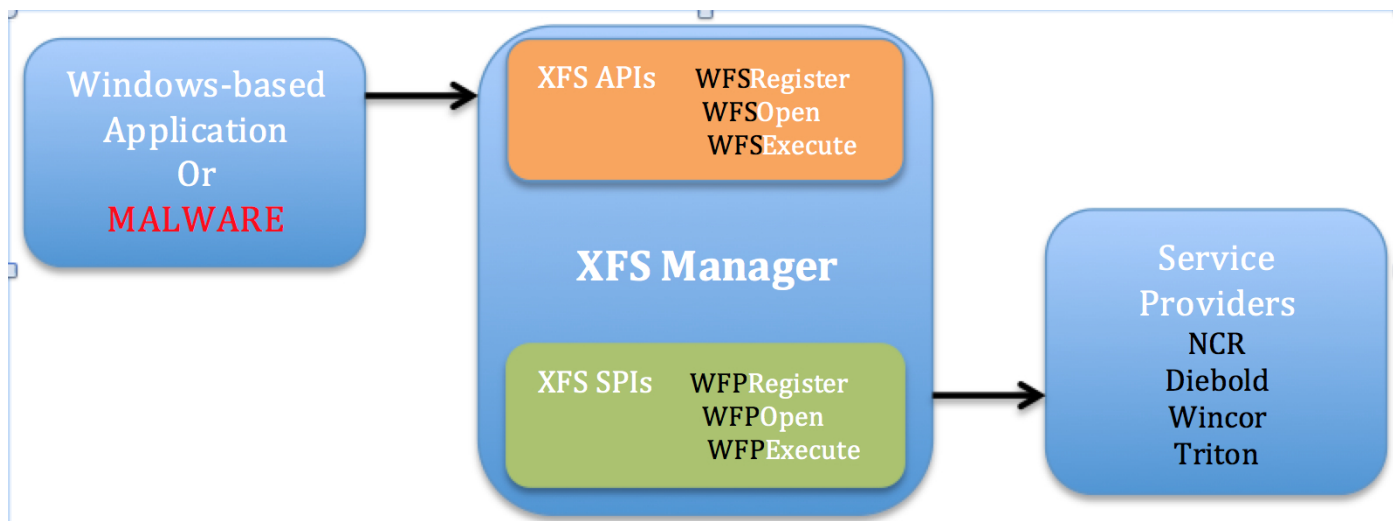 Windows-based
Application
Or
MALWARE
XFS APIs WFSRegister
WFSOpen
WFSExecute
XFS Manager
XFS SPIs WFPRegister
WFPOpen
WFPExecute
Service
Providers
NCR
Diebold
Wincor
Triton